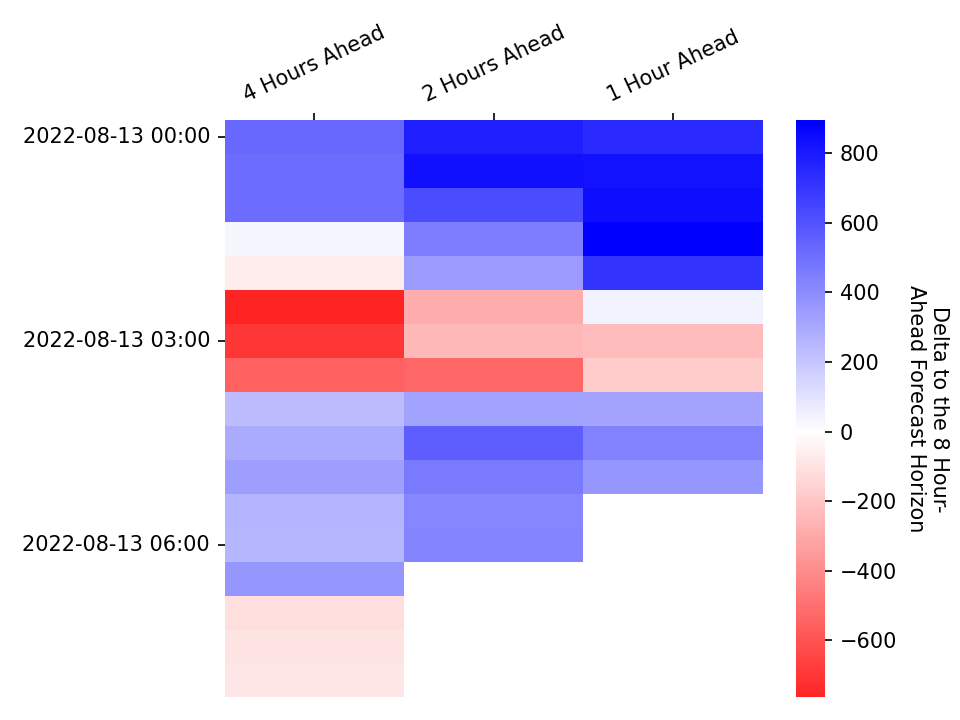 4 Hours Ahead
2 Hours Ahead
1 Hour Ahead
2022-08-13 00:00
2022-08-13 03:00
2022-08-13 06:00
800
600
400
200
0
−200
−400
−600
Delta to the 8 Hour-
Ahead Forecast Horizon